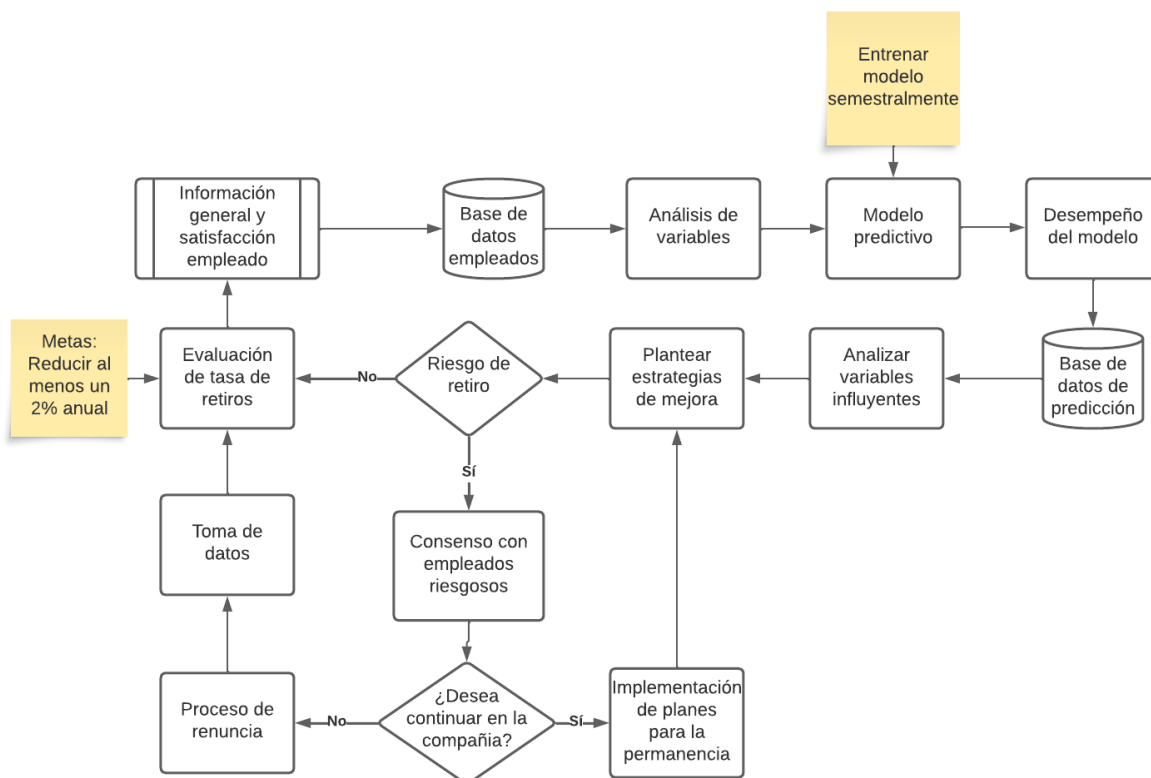 Entrenar
modelo
semestralmente
Información
general y
satisfacción
empleado
Base de
datos
empleados
Análisis de
variables
Modelo
predictivo
Desempeño
del modelo
Metas:
Reducir al
menos un
2% anual
Evaluación
de tasa de
retiros
No
Riesgo de
retiro
Plantear
estrategias
de mejora
Analizar
variables
influyentes
Base de
datos de
predicción
Sí
Toma de
datos
Consenso con
empleados
riesgosos
Proceso de
renuncia
No
¿Desea
continuar en la
compañia?
Sí
Implementación
de planes
para la
permanencia